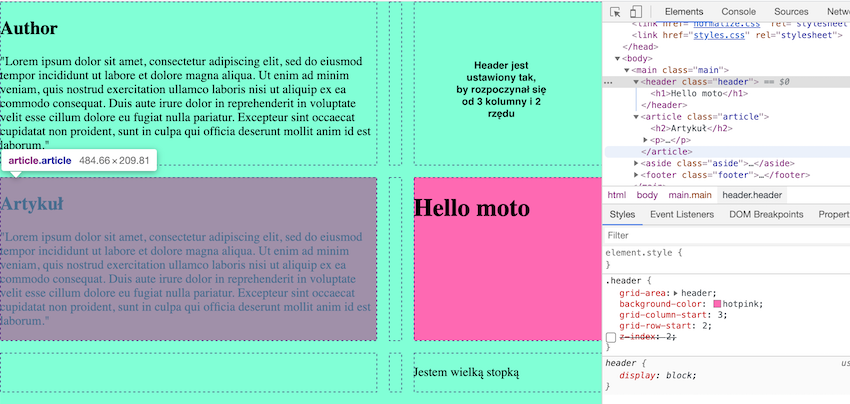 Author
"Lorem ipsum dolor sit amet, consectetur adipiscing elit, sed do eiusmod
tempor incididunt ut labore et dolore magna aliqua. Ut enim ad minim
veniam, quis nostrud exercitation ullamco laboris nisi ut aliquip ex ea
commodo consequat. Duis aute irure dolor in reprehenderit in voluptate
velit esse cillum dolore eu fugiat nulla pariatur. Excepteur sint occaecat
cupidatat non proident, sunt in culpa qui officia deserunt mollit anim id est
laborum."
Header jest
ustawiony tak,
by rozpoczynał się
od 3 kolumny i 2
rzędu
article.article 484.66 × 209.81
Artykuł
"Lorem ipsum dolor sit amet, consectetur adipiscing elit, sed do eiusmod
tempor incididunt ut labore et dolore magna aliqua. Ut enim ad minim
veniam, quis nostrud exercitation ullamco laboris nisi ut aliquip ex ea
commodo consequat. Duis aute irure dolor in reprehenderit in voluptate
velit esse cillum dolore eu fugiat nulla pariatur. Excepteur sint occaecat
cupidatat non proident, sunt in culpa qui officia deserunt mollit anim id est
laborum."
Hello moto
Jestem wielką stopką
Elements Console Sources Netw
<link href="normalize.css" rel="stylesheet"
<link href="styles.css" rel="stylesheet">
</head>
<body>
<main class="main">
<header class="header"> == $0
<h1>Hello moto</h1>
</header>
<article class="article">
<h2>Artykuł</h2>
<p>…</p>
</article>
<aside class="aside">…</aside>
<footer class="footer">…</footer>
html body main.main header.header
Styles Event Listeners DOM Breakpoints Propert
Filter
element.style {
}
.header {
grid-area: header;
background-color: hotpink;
grid-column-start: 3;
grid-row-start: 2;
z-index: 2;
}
header { us
display: block;
}